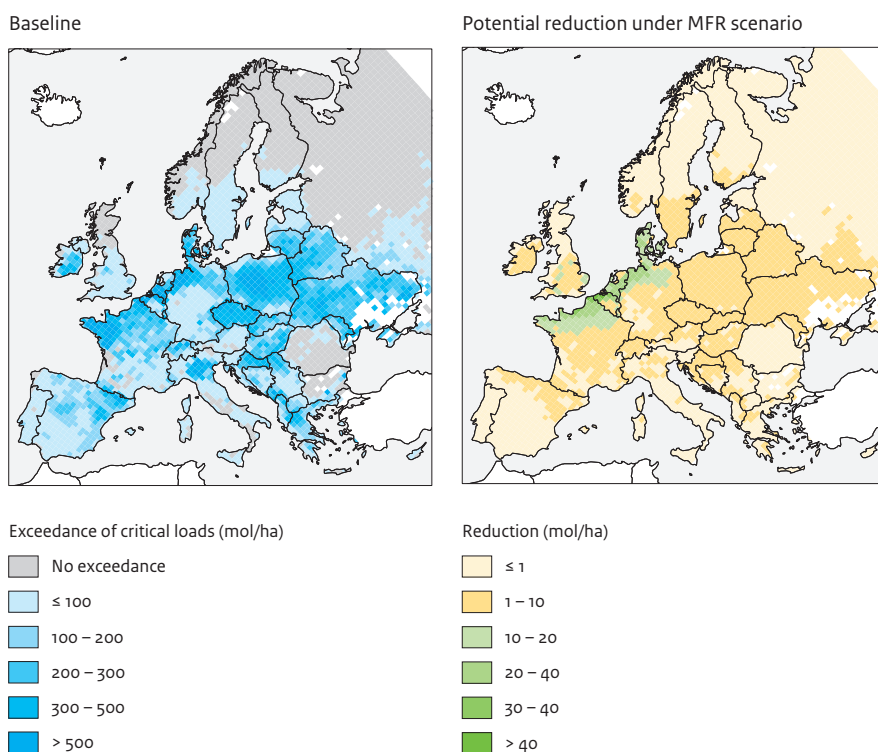 Baseline
Potential reduction under MFR scenario
Exceedance of critical loads (mol/ha)
No exceedance
≤ 100
100 – 200
200 – 300
300 – 500
> 500
Reduction (mol/ha)
≤ 1
1 – 10
10 – 20
20 – 40
30 – 40
> 40